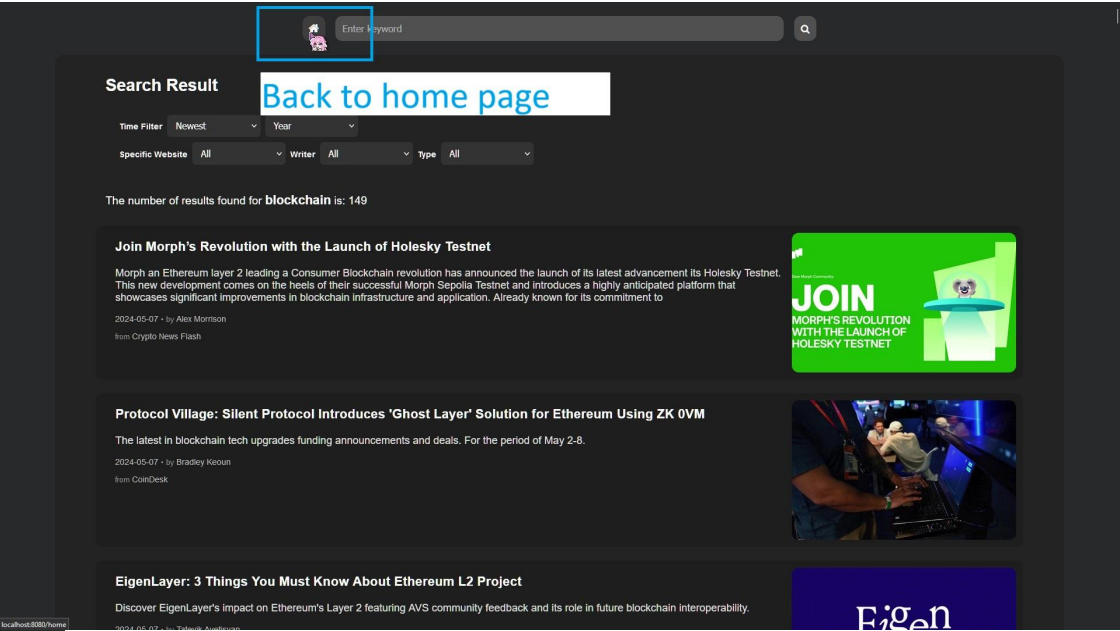 Enter keyword
Search Result
Back to home page
Time Filter Newest Year
Specific Website All Writer All Type All
The number of results found for blockchain is: 149
Join Morph's Revolution with the Launch of Holesky Testnet
Morph an Ethereum layer 2 leading a Consumer Blockchain revolution has announced the launch of its latest advancement its Holesky Testnet.
This new development comes on the heels of their successful Morph Sepolia Testnet and introduces a highly anticipated platform that
showcases significant improvements in blockchain infrastructure and application. Already known for its commitment to
2024-05-07 • by Alex Morrison
from Crypto News Flash
JOIN
MORPH'S REVOLUTION
WITH THE LAUNCH OF
HOLESKY TESTNET
Protocol Village: Silent Protocol Introduces 'Ghost Layer' Solution for Ethereum Using ZK 0VM
The latest in blockchain tech upgrades funding announcements and deals. For the period of May 2-8.
2024-05-07 • by Bradley Keoun
from CoinDesk
EigenLayer: 3 Things You Must Know About Ethereum L2 Project
Discover EigenLayer's impact on Ethereum's Layer 2 featuring AVS community feedback and its role in future blockchain interoperability.
2024-05-07 • by Tatevik Avetisyan
Eigen
localhost:8080/home